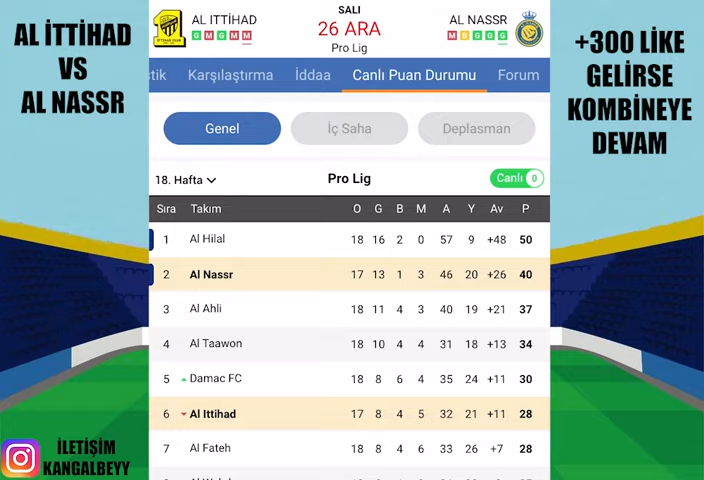 AL İTTİHAD
VS
AL NASSR
AL İTTİHAD
G M G M M
SALI
26 ARA
Pro Lig
AL NASSR
M B G G G
+300 LİKE
GELİRSE
KOMBİNEYE
DEVAM
tik Karşılaştırma İddaa Canlı Puan Durumu Forum
Genel İç Saha Deplasman
18. Hafta Pro Lig Canlı 0
Sıra Takım O G B M A Y Av P
1 Al Hilal 18 16 2 0 57 9 +48 50
2 Al Nassr 17 13 1 3 46 20 +26 40
3 Al Ahli 18 11 4 3 40 19 +21 37
4 Al Taawon 18 10 4 4 31 18 +13 34
5 Damac FC 18 8 6 4 35 24 +11 30
6 Al Ittihad 17 8 4 5 32 21 +11 28
7 Al Fateh 18 8 4 6 33 26 +7 28
İLETİŞİM
KANGALBEYY